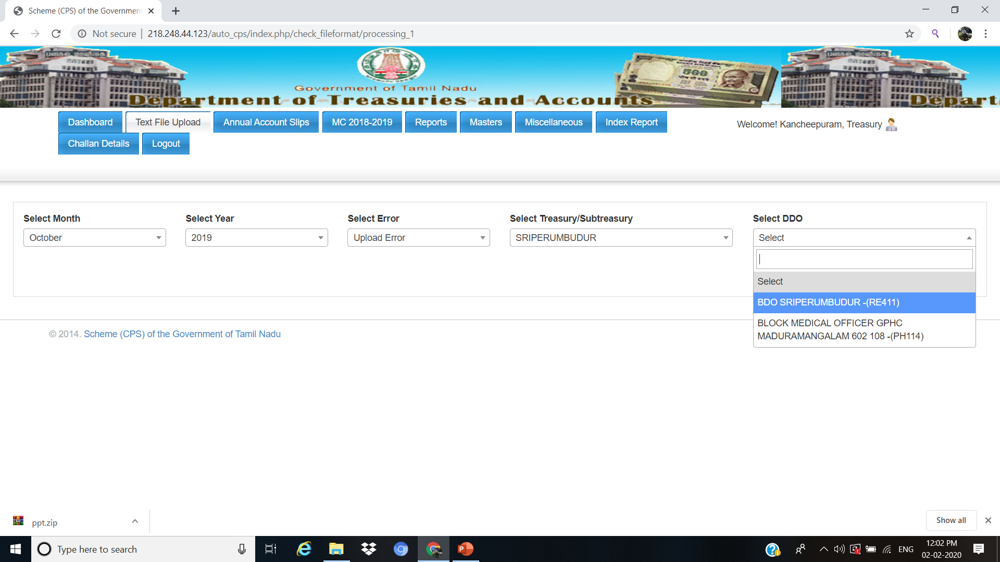 Scheme (CPS) of the Governmen
Not secure | 218.248.44.123/auto_cps/index.php/check_fileformat/processing_1
Government of Tamil Nadu
Department of Treasuries and Accounts
Depart
Dashboard Text File Upload Annual Account Slips MC 2018-2019 Reports Masters Miscellaneous Index Report
Welcome! Kancheepuram, Treasury
Challan Details Logout
Select Month Select Year Select Error Select Treasury/Subtreasury Select DDO
October 2019 Upload Error SRIPERUMBUDUR Select
Select
BDO SRIPERUMBUDUR -(RE411)
BLOCK MEDICAL OFFICER GPHC
MADURAMANGALAM 602 108 -(PH114)
© 2014. Scheme (CPS) of the Government of Tamil Nadu
ppt.zip
Show all
Type here to search
ENG
12:02 PM
02-02-2020